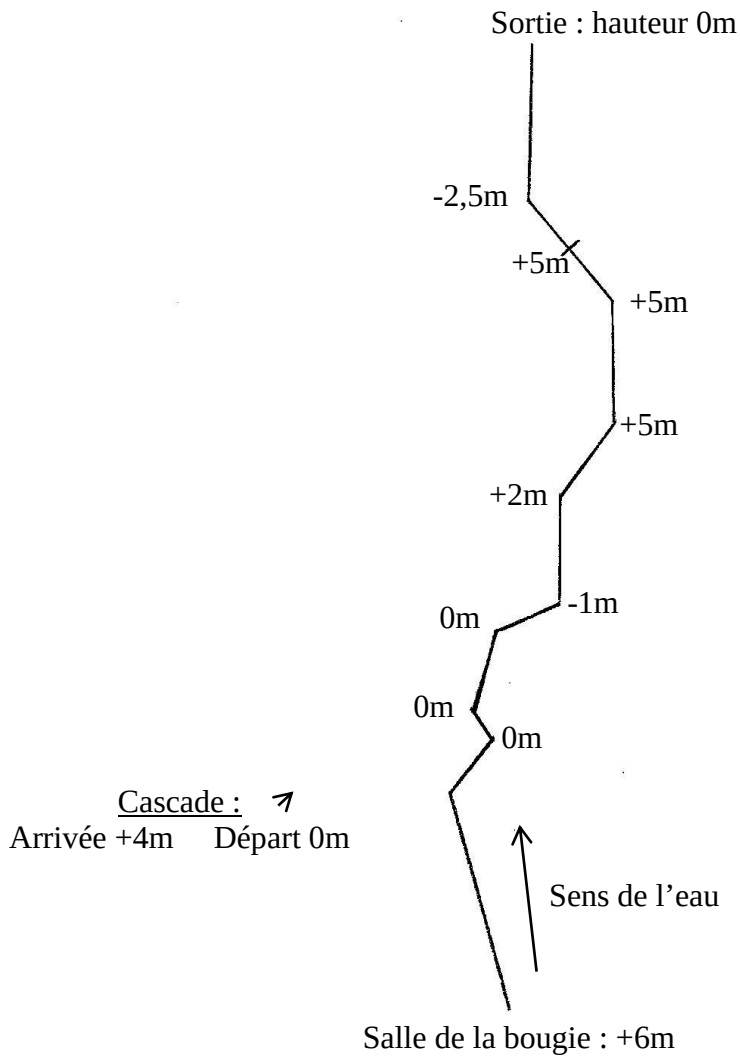 Sortie : hauteur 0m
-2,5m
+5m
+5m
+5m
+2m
-1m
0m
0m
0m
Cascade :
Arrivée +4m Départ 0m
Sens de l’eau
Salle de la bougie : +6m